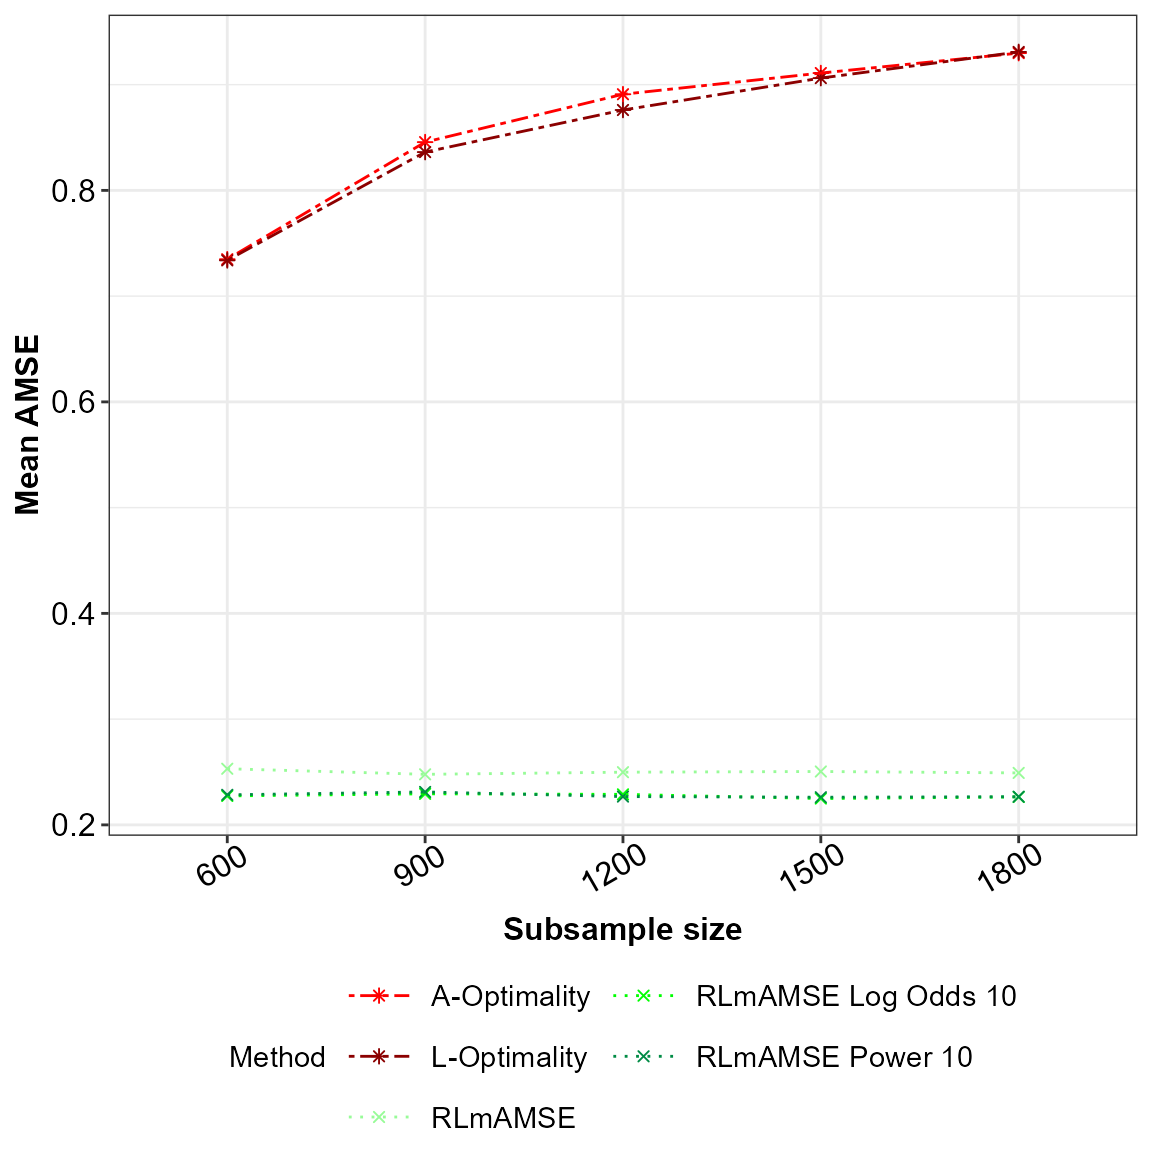 Mean AMSE
0.8
0.6
0.4
0.2
600
900
1200
1500
1800
Subsample size
Method
A-Optimality
L-Optimality
RLmAMSE
RLmAMSE Log Odds 10
RLmAMSE Power 10